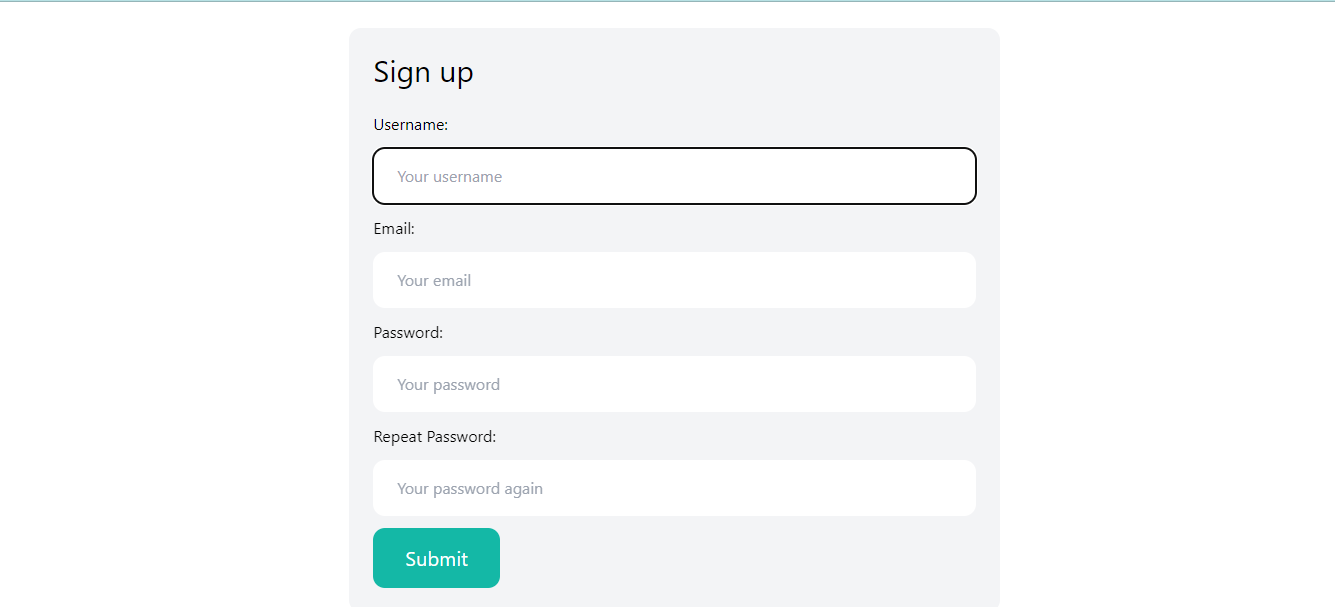 Sign up
Username:
Your username
Email:
Your email
Password:
Your password
Repeat Password:
Your password again
Submit